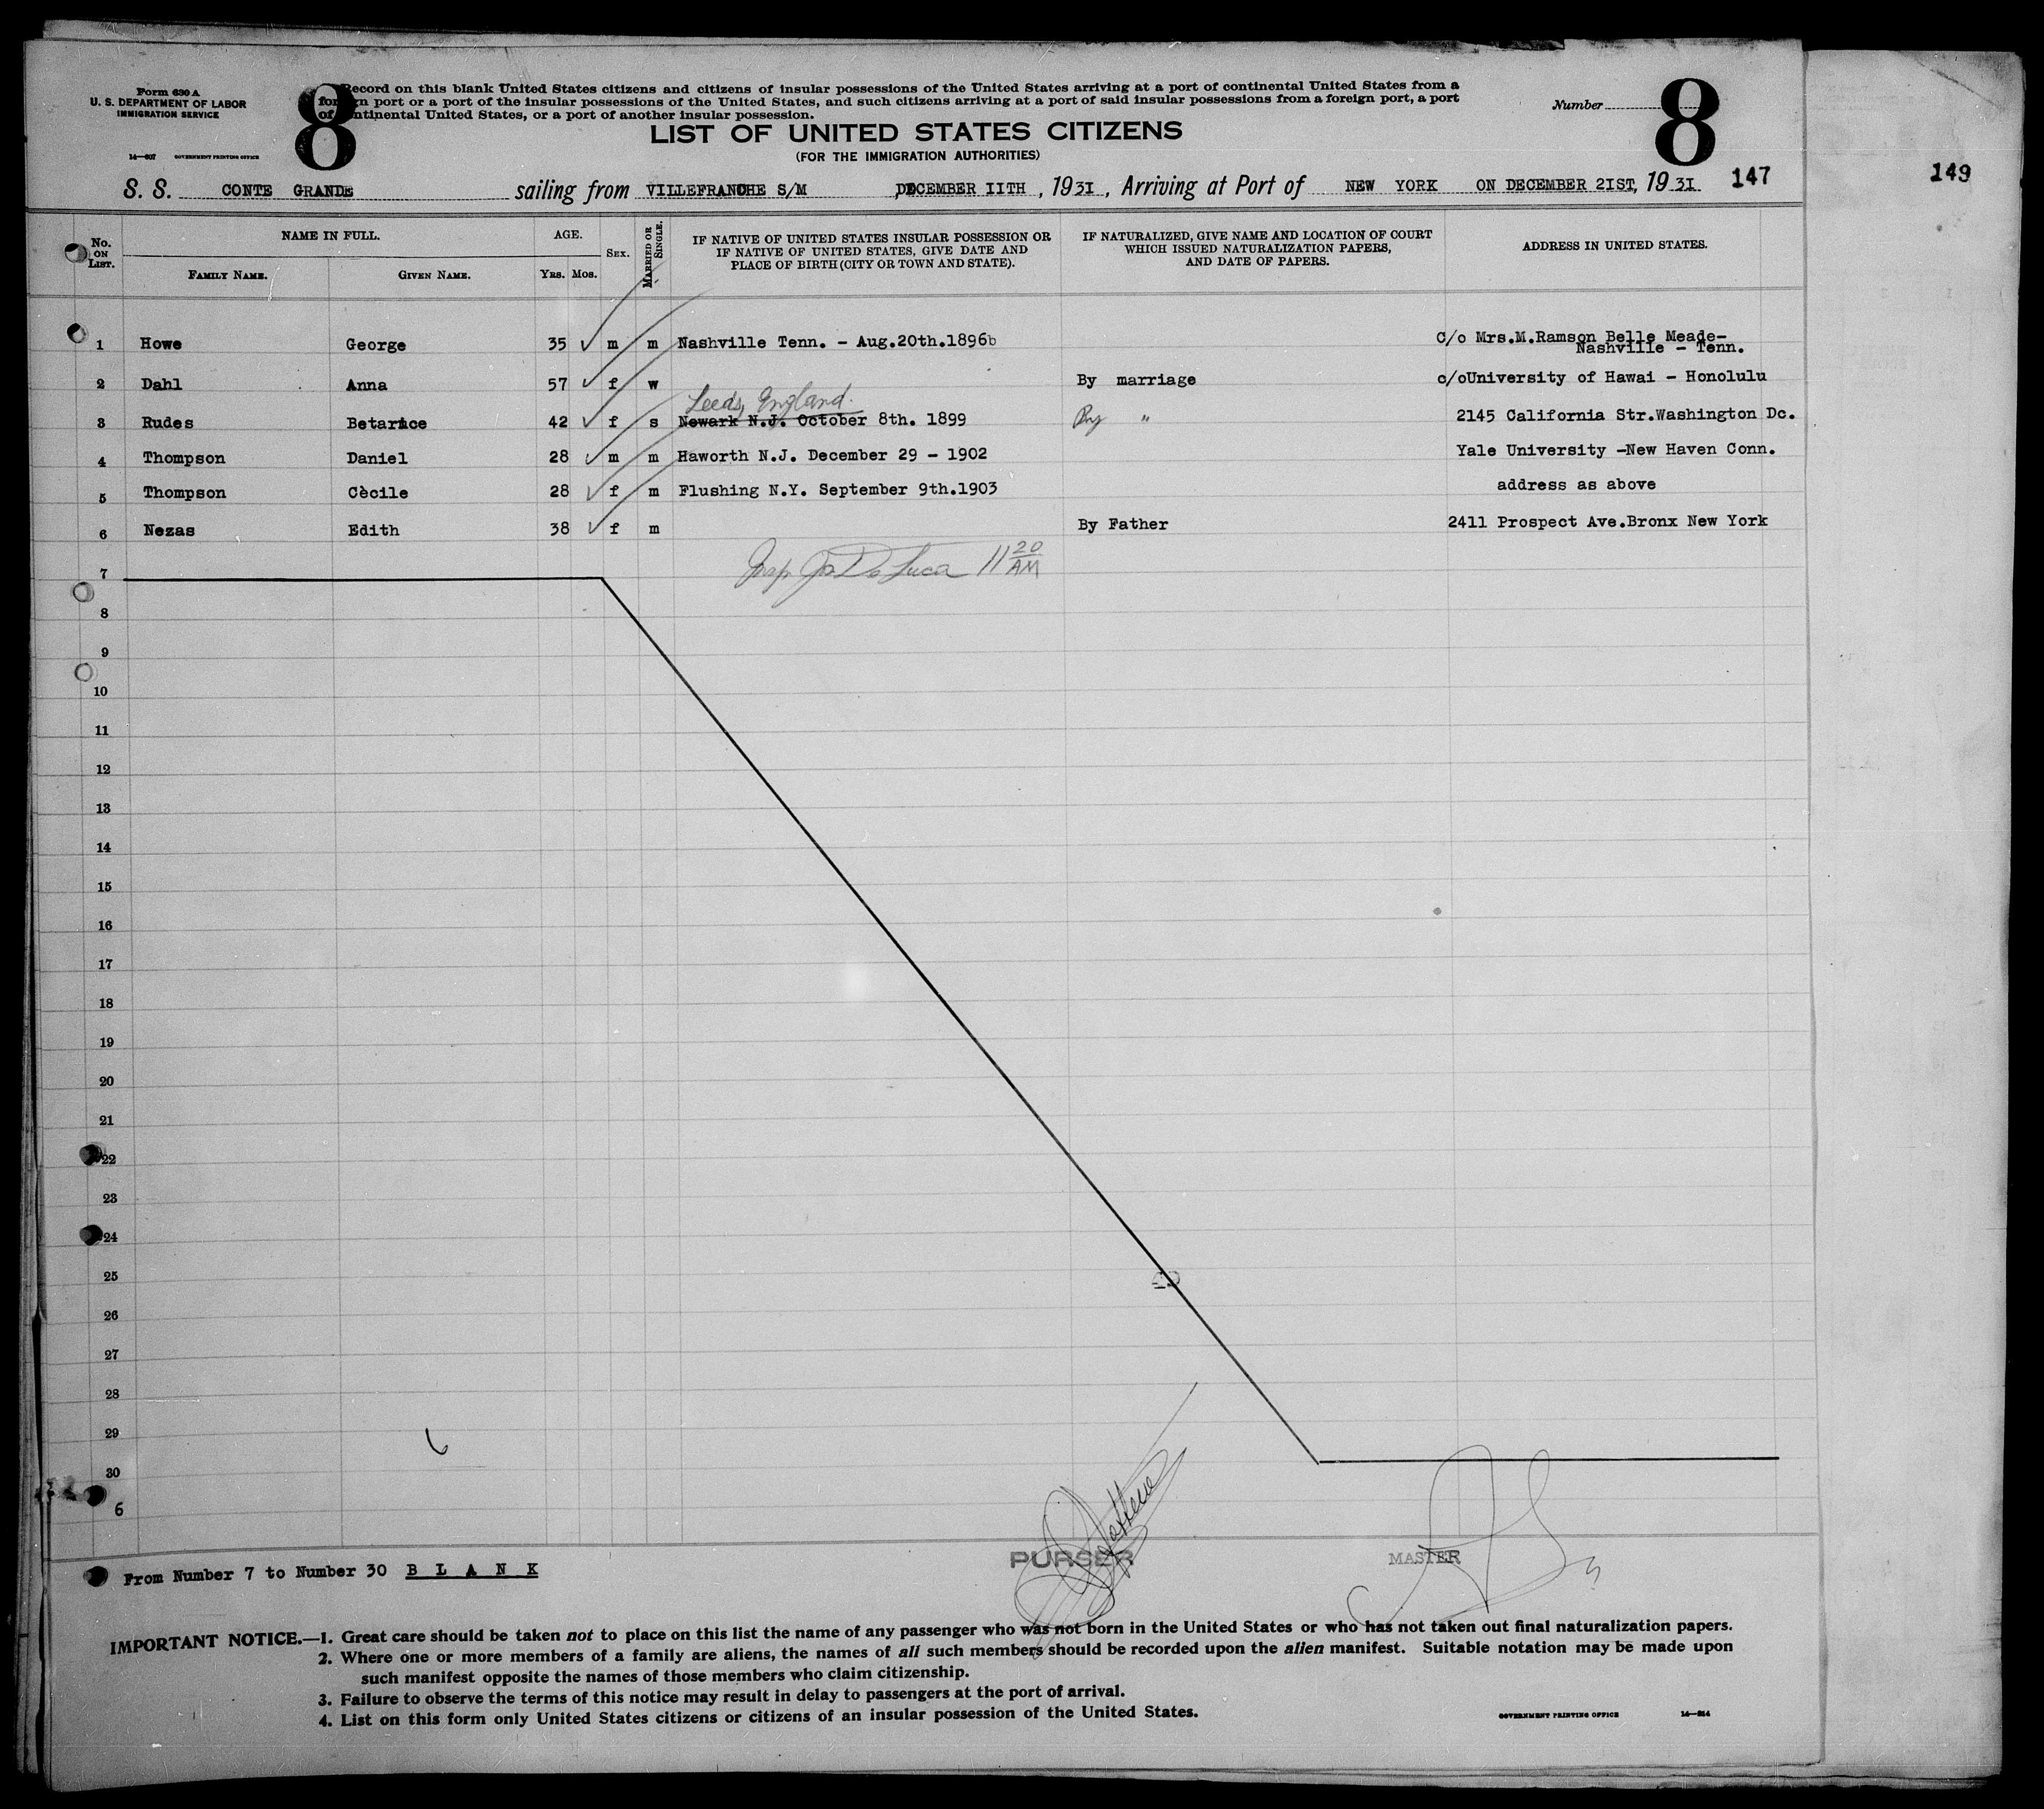 Form 630 A
U. S. DEPARTMENT OF LABOR
IMMIGRATION SERVICE
14—607 GOVERNMENT PRINTING OFFICE
8
Record on this blank United States citizens and citizens of insular possessions of the United States arriving at a port of continental United States from a
foreign port or a port of the insular possessions of the United States, and such citizens arriving at a port of said insular possessions from a foreign port, a port
of continental United States, or a port of another insular possession.
Number 8
LIST OF UNITED STATES CITIZENS
(FOR THE IMMIGRATION AUTHORITIES)
S. S. CONTE GRANDE sailing from VILLEFRANCHE S/M DECEMBER IITH, 1931, Arriving at Port of NEW YORK ON DECEMBER 2IST, 1931. 147
149
No. ON LIST.
NAME IN FULL.
FAMILY NAME. GIVEN NAME.
AGE.
YRS. MOS.
SEX.
MARRIED OR SINGLE.
IF NATIVE OF UNITED STATES INSULAR POSSESSION OR
IF NATIVE OF UNITED STATES, GIVE DATE AND
PLACE OF BIRTH (CITY OR TOWN AND STATE).
IF NATURALIZED, GIVE NAME AND LOCATION OF COURT
WHICH ISSUED NATURALIZATION PAPERS,
AND DATE OF PAPERS.
ADDRESS IN UNITED STATES.
1 Howe George 35 m m Nashville Tenn. - Aug.20th.1896b C/o Mrs.M.Ramson Belle Meade-
Nashville - Tenn.
2 Dahl Anna 57 f w By marriage c/oUniversity of Hawai - Honolulu
Leeds, England.
3 Rudes Betarice 42 f s Newark N.J. October 8th. 1899 By " 2145 California Str.Washington Dc.
4 Thompson Daniel 28 m m Haworth N.J. December 29 - 1902 Yale University -New Haven Conn.
5 Thompson Cècile 28 f m Flushing N.Y. September 9th.1903 address as above
6 Nezas Edith 38 f m By Father 2411 Prospect Ave.Bronx New York
Insp. De Luca 11 20 AM
7
8
9
10
11
12
13
14
15
16
17
18
19
20
21
22
23
24
25
26
27
28
29
30
6
PURSER
MASTER
From Number 7 to Number 30 B L A N K
IMPORTANT NOTICE.—1. Great care should be taken not to place on this list the name of any passenger who was not born in the United States or who has not taken out final naturalization papers.
2. Where one or more members of a family are aliens, the names of all such members should be recorded upon the alien manifest. Suitable notation may be made upon
such manifest opposite the names of those members who claim citizenship.
3. Failure to observe the terms of this notice may result in delay to passengers at the port of arrival.
4. List on this form only United States citizens or citizens of an insular possession of the United States.
GOVERNMENT PRINTING OFFICE 14—214